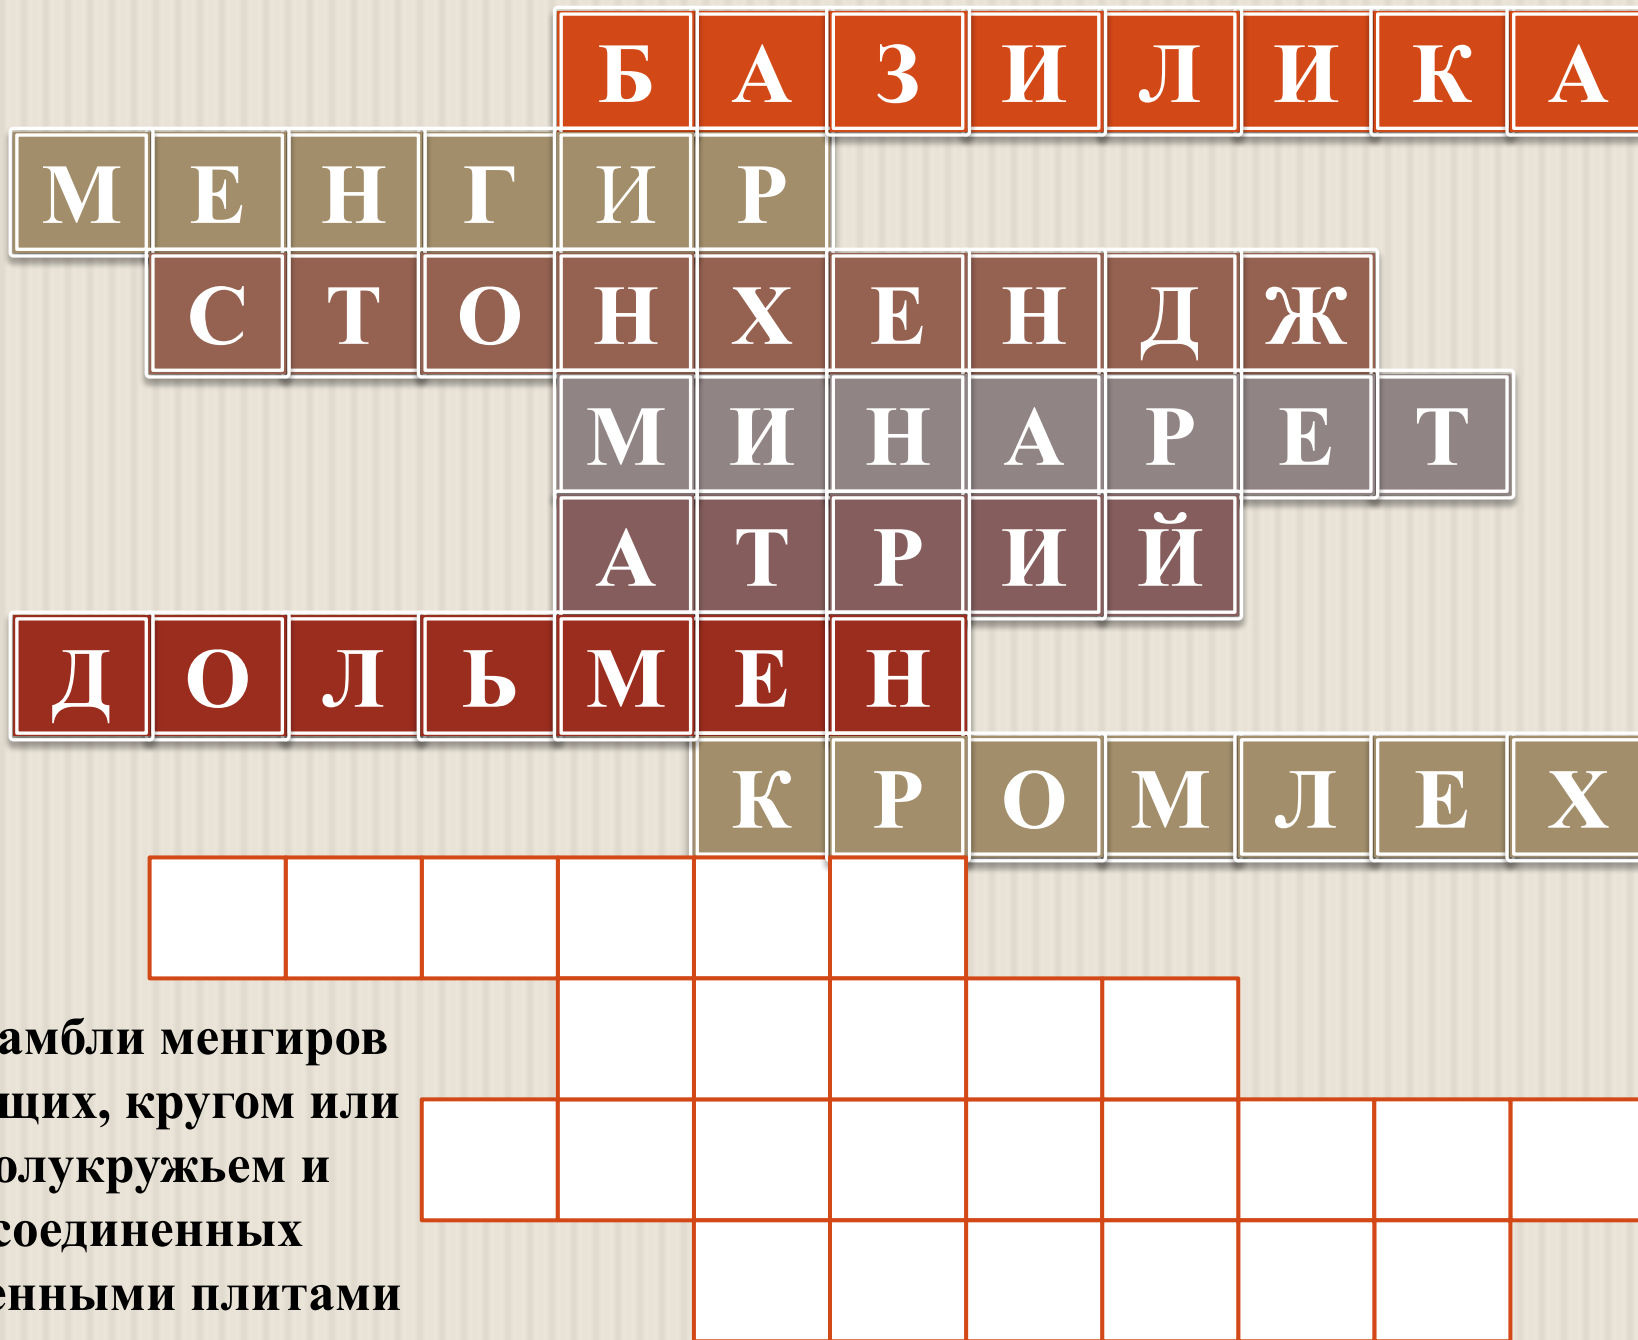 БАЗИЛИКА
МЕНГИР
СТОНХЕНДЖ
МИНАРЕТ
АТРИЙ
ДОЛЬМЕН
КРОМЛЕХ
амбли менгиров
щих, кругом или
олукружьем и
соединенных
енными плитами